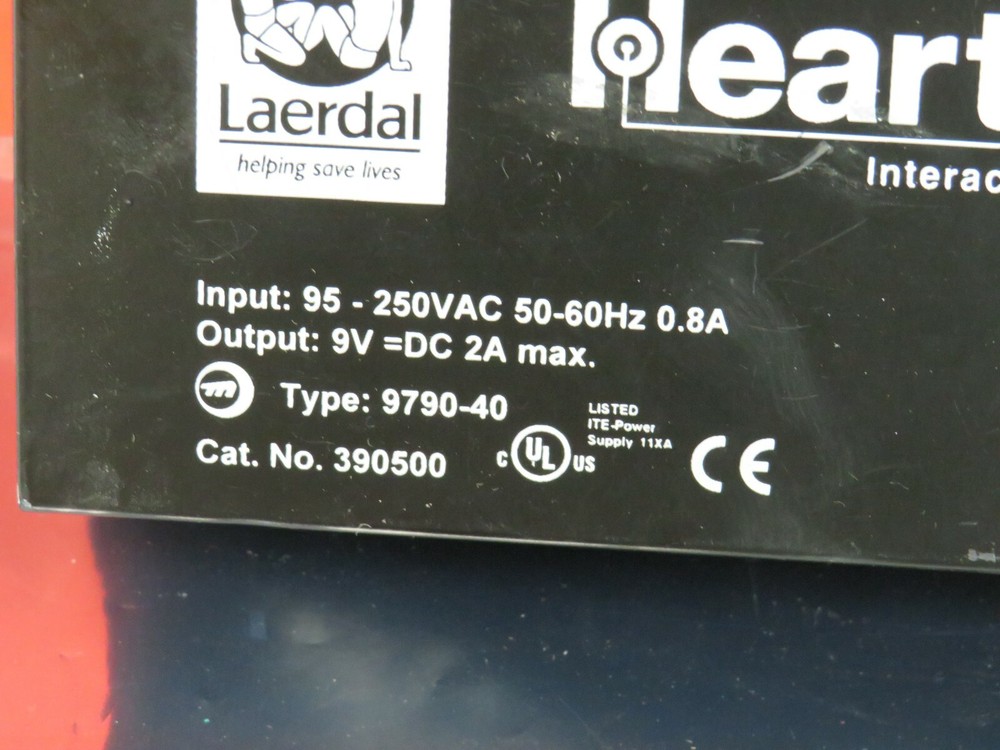 Laerdal
helping save lives
Heart
Interac
Input: 95 - 250VAC 50-60Hz 0.8A
Output: 9V =DC 2A max.
Type: 9790-40
Cat. No. 390500
C UL US
LISTED
ITE-Power
Supply 11XA
CE